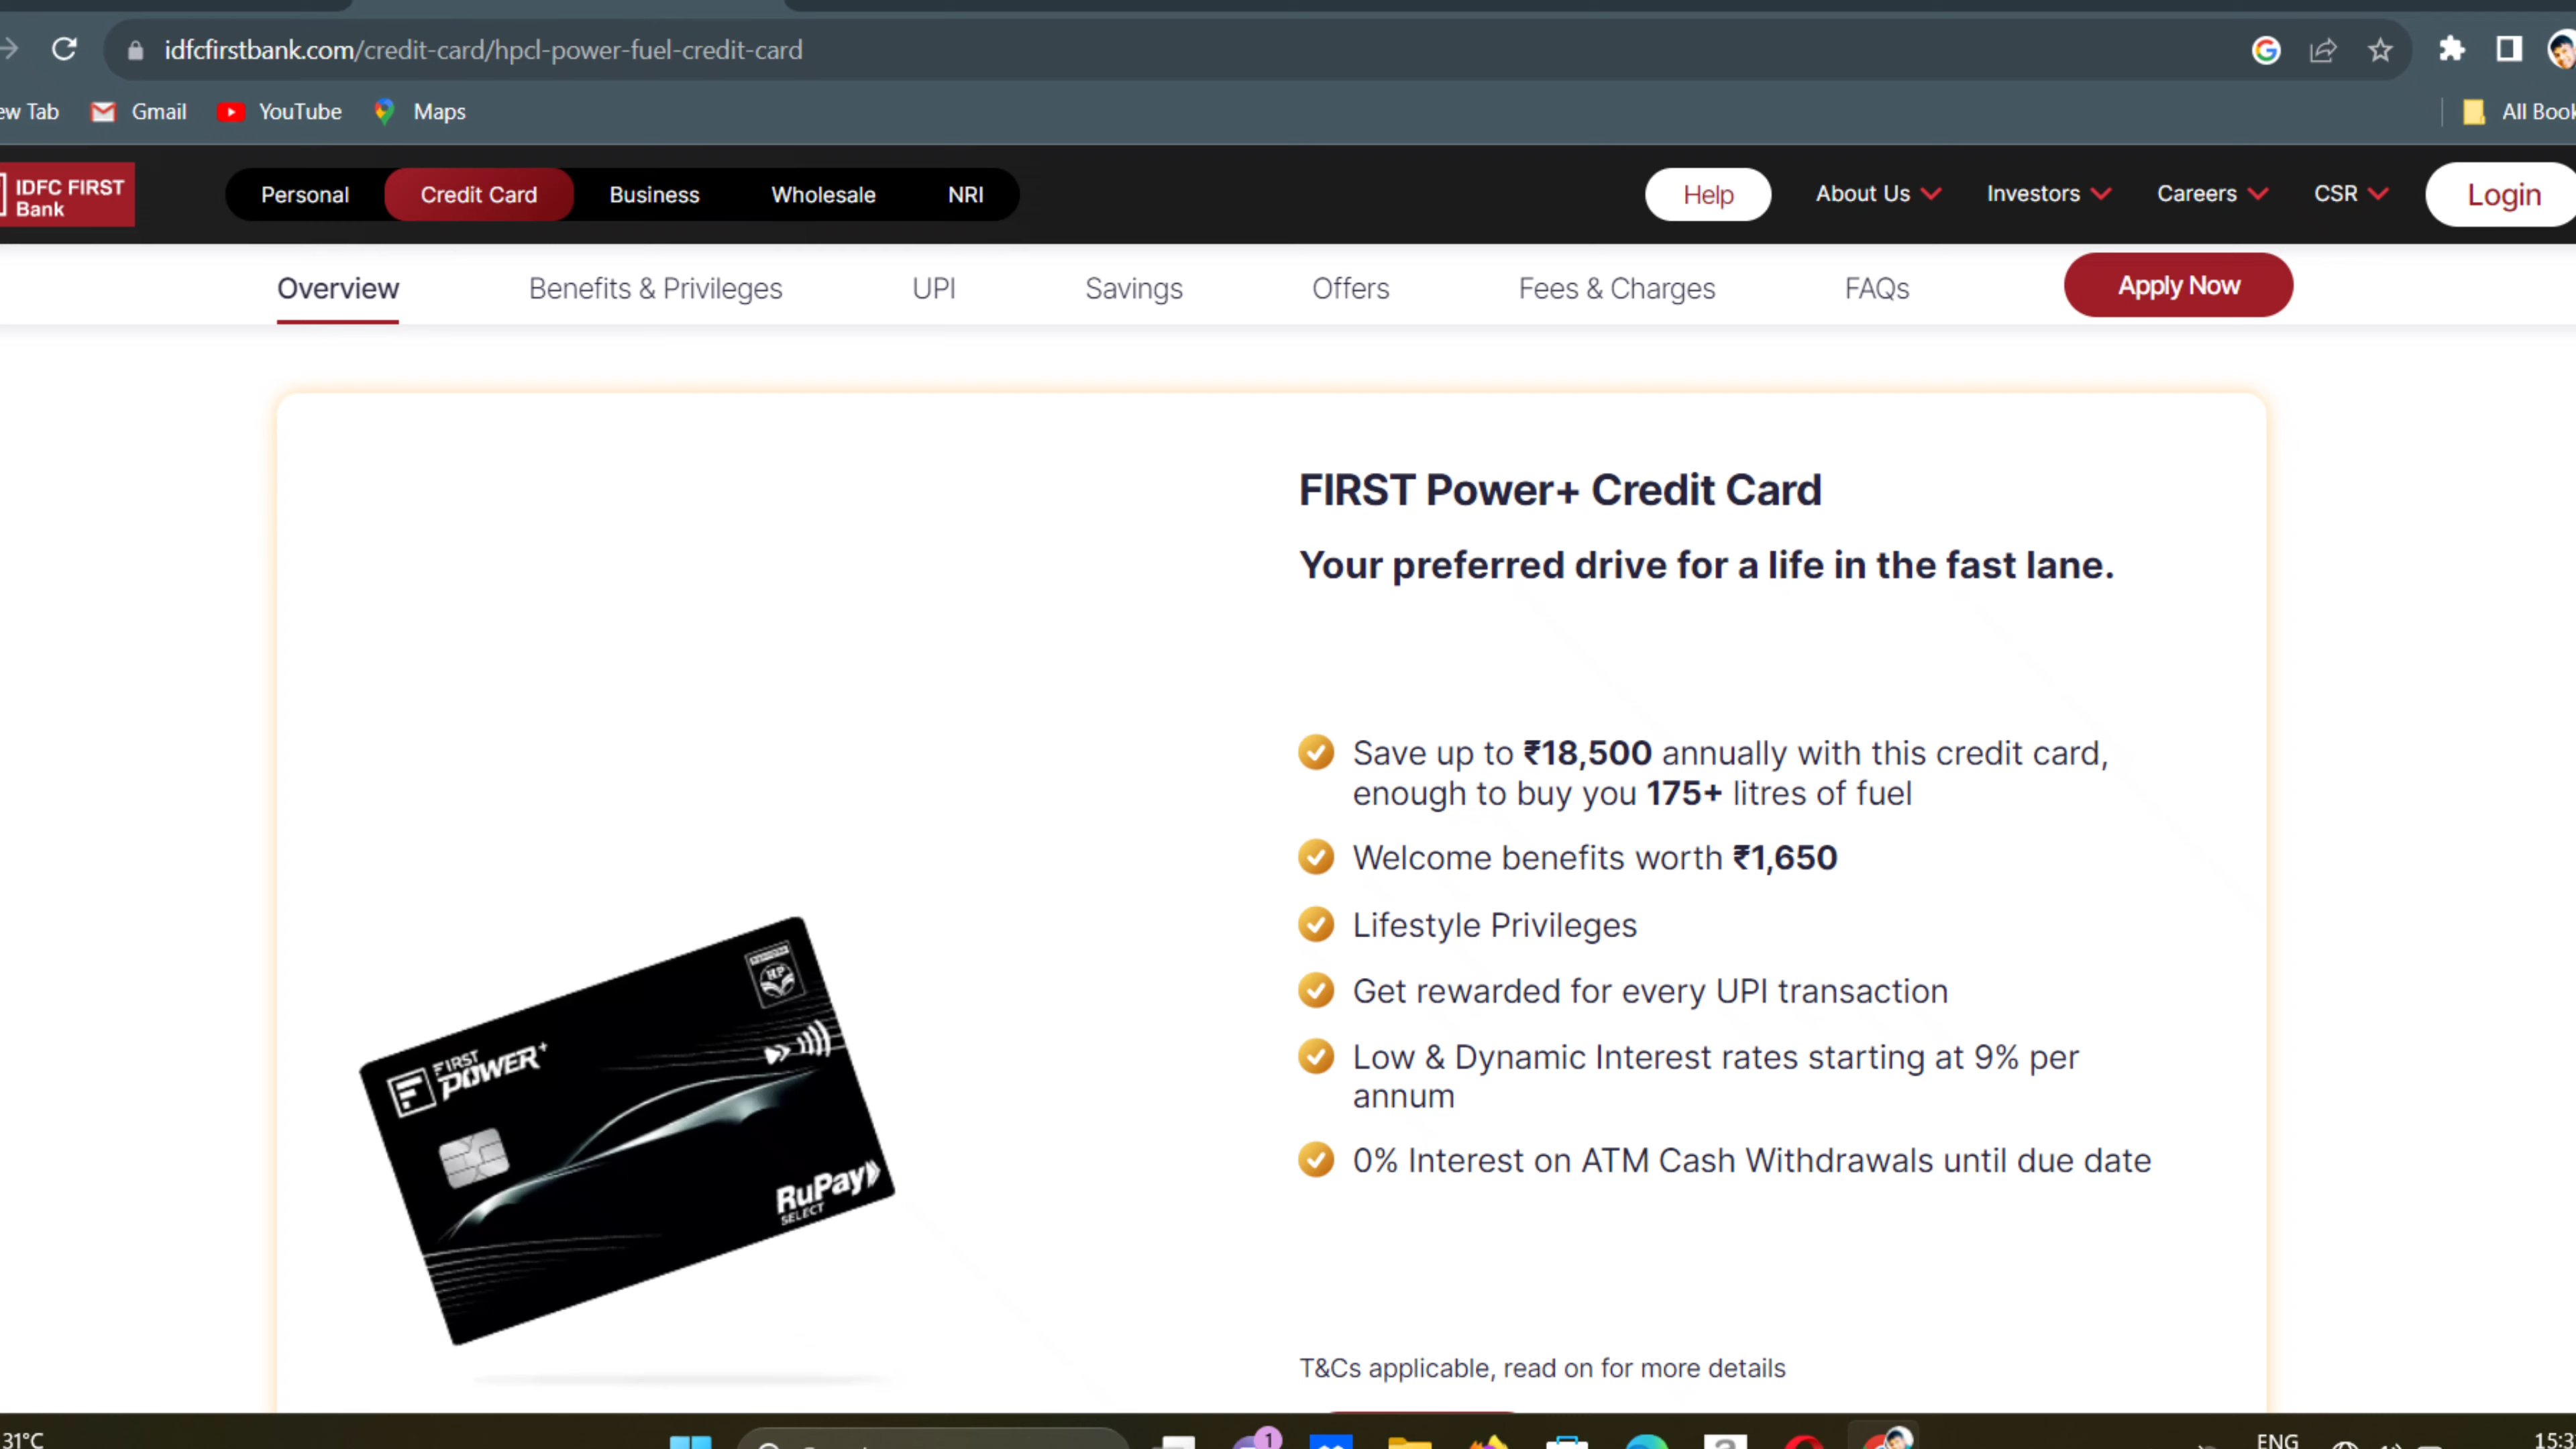 idfcfirstbank.com/credit-card/hpcl-power-fuel-credit-card
Tab Gmail YouTube Maps All
IDFC FIRST
Bank
Personal Credit Card Business Wholesale NRI Help About Us Investors Careers CSR Login
Overview Benefits & Privileges UPI Savings Offers Fees & Charges FAQs Apply Now
FIRST Power+ Credit Card
Your preferred drive for a life in the fast lane.
Save up to ₹18,500 annually with this credit card,
enough to buy you 175+ litres of fuel
Welcome benefits worth ₹1,650
Lifestyle Privileges
Get rewarded for every UPI transaction
Low & Dynamic Interest rates starting at 9% per
annum
0% Interest on ATM Cash Withdrawals until due date
HP
FIRST
POWER+
RuPay
SELECT
T&Cs applicable, read on for more details
31°C 1 ENG